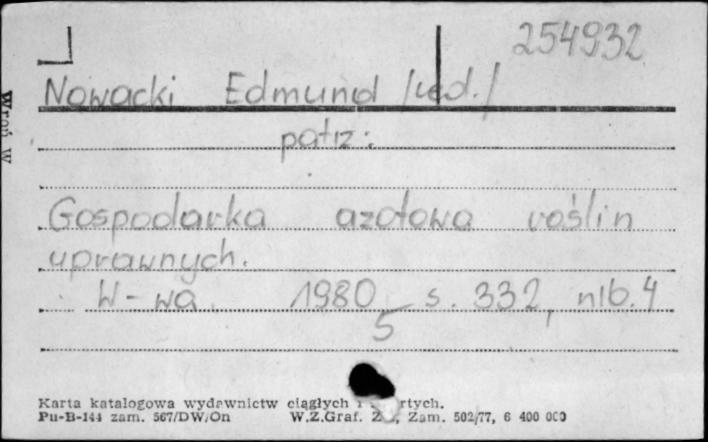 254932
Nowacki Edmund /red./
patrz:
Gospodarka azotowa roślin
uprawnych.
W-wa 1980, s. 332, nlb. 4
5
Karta katalogowa wydawnictw ciągłych i rtych.
Pu-B-144 zam. 567/DW/On W.Z.Graf. Z , Zam. 502/77, 6 400 000